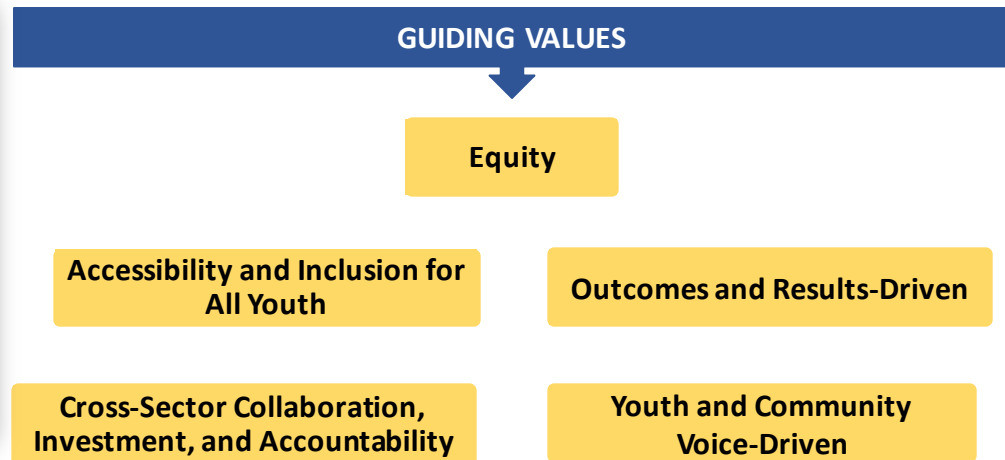 GUIDING VALUES
Equity
Accessibility and Inclusion for
All Youth
Outcomes and Results-Driven
Cross-Sector Collaboration,
Investment, and Accountability
Youth and Community
Voice-Driven